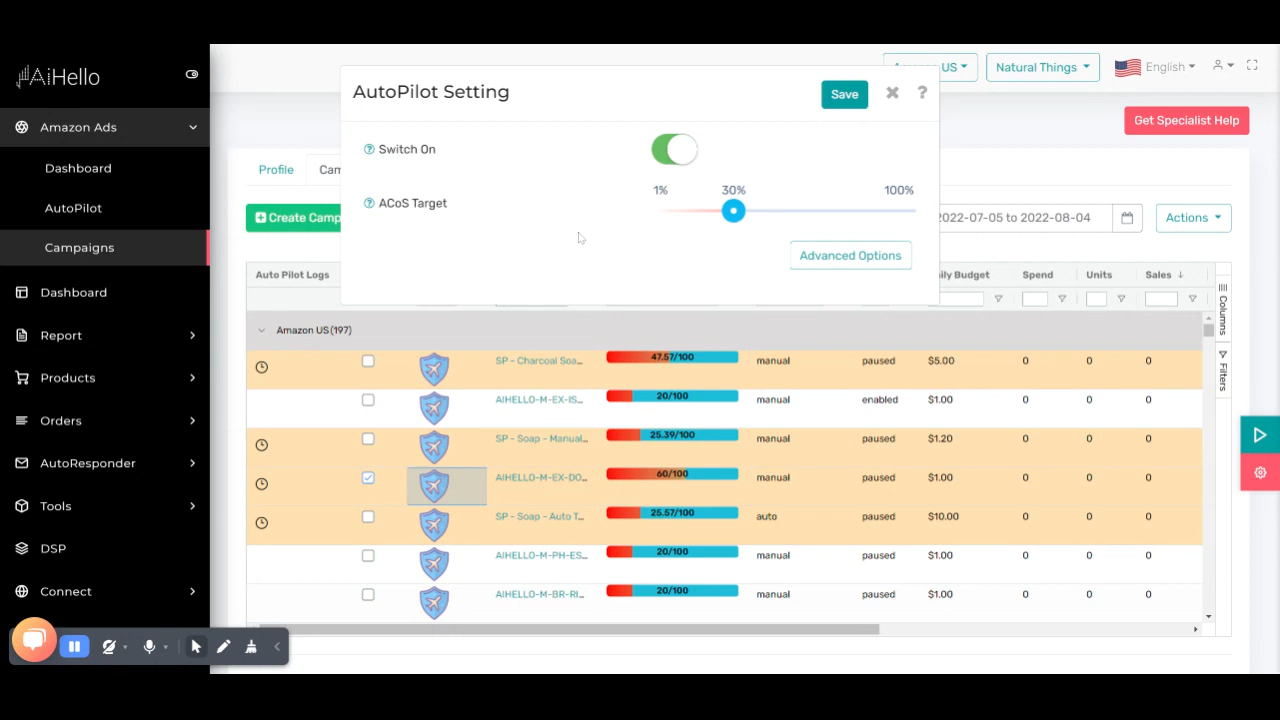 AiHello
Amazon Ads
Dashboard
AutoPilot
Campaigns
Dashboard
Report
Products
Orders
AutoResponder
Tools
DSP
Connect
US
Natural Things
English
Get Specialist Help
AutoPilot Setting
Save
?
Switch On
ACoS Target
1%
30%
100%
Advanced Options
Profile
Create Camp
2022-07-05 to 2022-08-04
Actions
Auto Pilot Logs
Budget
Spend
Units
Sales
Columns
Filters
Amazon US (197)
SP - Charcoal Soa... 47.57/100 manual paused $5.00 0 0 0
AIHELLO-M-EX-IS... 20/100 manual enabled $1.00 0 0 0
SP - Soap - Manual... 25.39/100 manual paused $1.20 0 0 0
AIHELLO-M-EX-DO... 60/100 manual paused $1.00 0 0 0
SP - Soap - Auto T... 25.57/100 auto paused $10.00 0 0 0
AIHELLO-M-PH-ES... 20/100 manual paused $1.00 0 0 0
AIHELLO-M-BR-RI... 20/100 manual paused $1.00 0 0 0